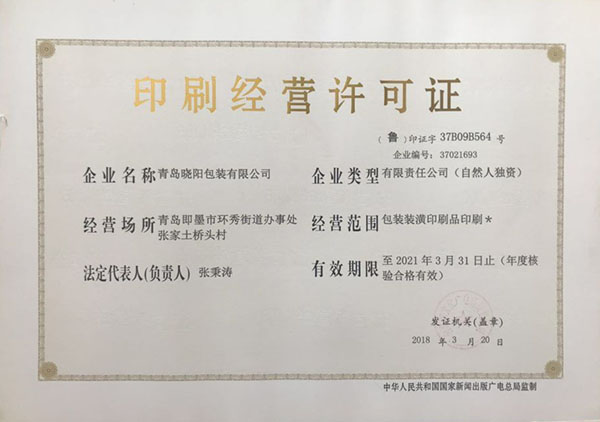 印刷经营许可证
(鲁)印证字 37B09B564 号
企业编号：37021693
企业名称 青岛晓阳包装有限公司
企业类型 有限责任公司（自然人独资）
经营场所 青岛即墨市环秀街道办事处
张家土桥头村
经营范围 包装装潢印刷品印刷*
法定代表人(负责人) 张秉涛
有效期限 至 2021 年 3 月 31 日止（年度核
验合格有效）
发证机关(盖章)
2018 年 3 月 20 日
中华人民共和国国家新闻出版广电总局监制